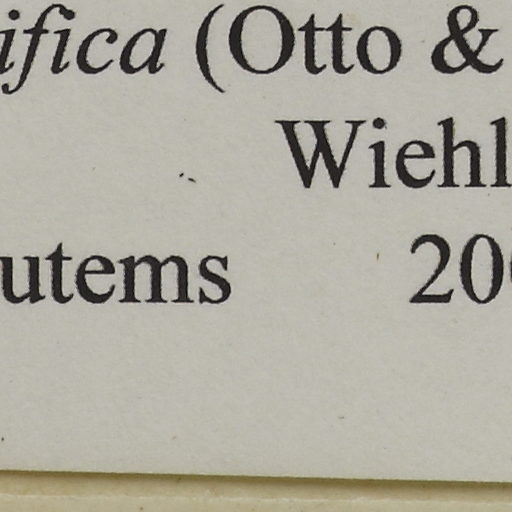 ifica (Otto &
Wiehl
utems 20